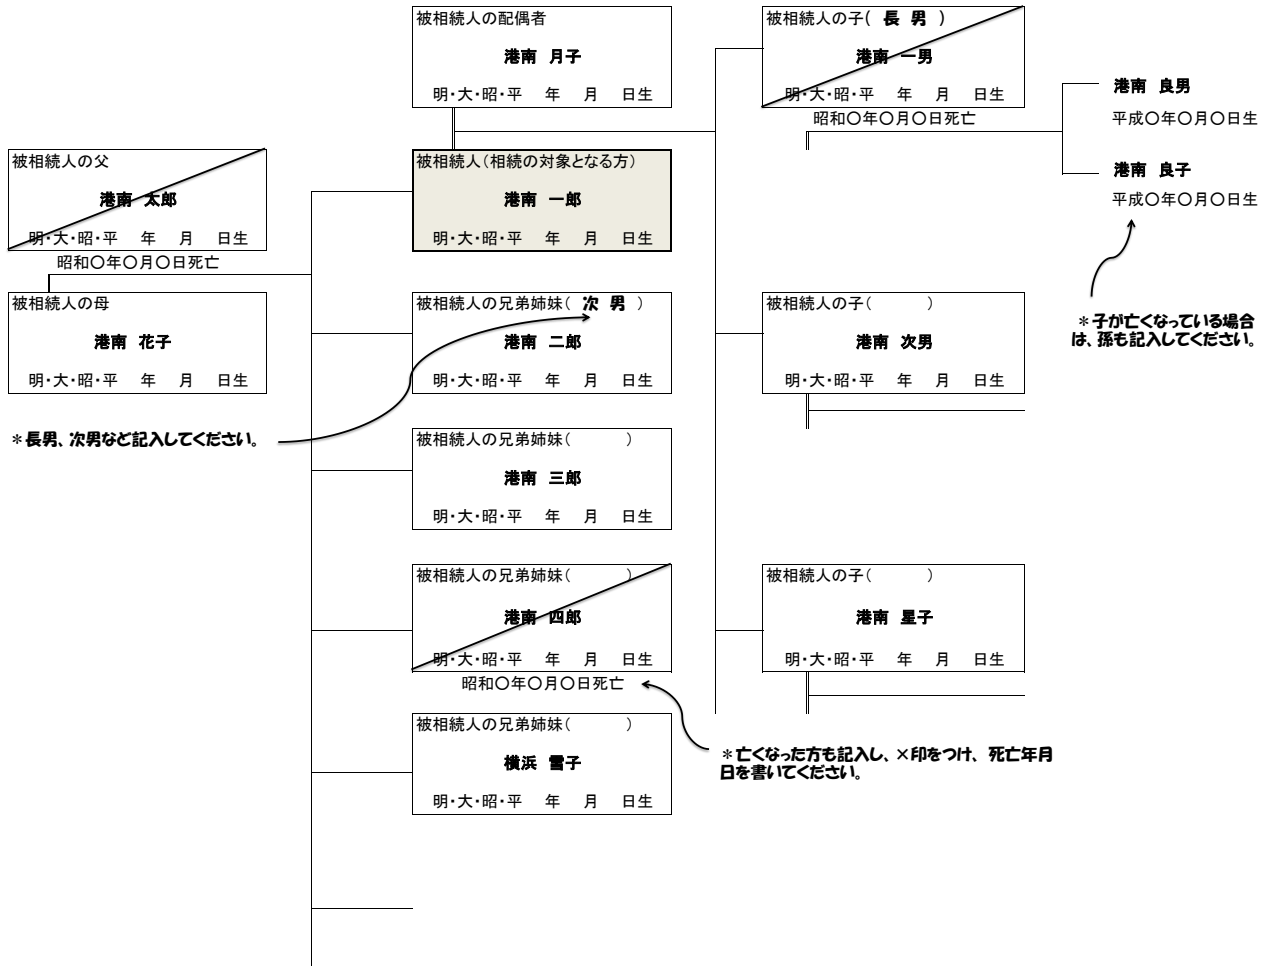 被相続人の配偶者
港南 月子
明・大・昭・平 年 月 日生
被相続人の子( 長 男 )
港南 一男
明・大・昭・平 年 月 日生
昭和〇年〇月〇日死亡
港南 良男
平成〇年〇月〇日生
港南 良子
平成〇年〇月〇日生
＊子が亡くなっている場合
は、孫も記入してください。
被相続人の父
港南 太郎
明・大・昭・平 年 月 日生
昭和〇年〇月〇日死亡
被相続人（相続の対象となる方）
港南 一郎
明・大・昭・平 年 月 日生
被相続人の母
港南 花子
明・大・昭・平 年 月 日生
＊長男、次男など記入してください。
被相続人の兄弟姉妹（ 次 男 ）
港南 二郎
明・大・昭・平 年 月 日生
被相続人の子（ ）
港南 次男
明・大・昭・平 年 月 日生
被相続人の兄弟姉妹（ ）
港南 三郎
明・大・昭・平 年 月 日生
被相続人の兄弟姉妹（ ）
港南 四郎
明・大・昭・平 年 月 日生
昭和〇年〇月〇日死亡
被相続人の子（ ）
港南 星子
明・大・昭・平 年 月 日生
＊亡くなった方も記入し、×印をつけ、死亡年月
日を書いてください。
被相続人の兄弟姉妹（ ）
横浜 雪子
明・大・昭・平 年 月 日生